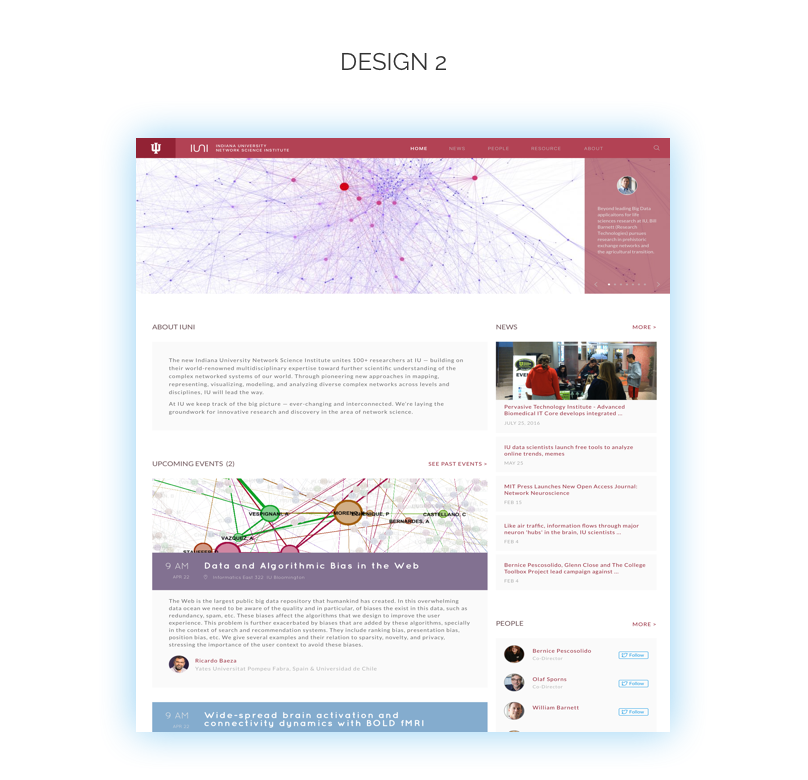 DESIGN 2
IUNI
INDIANA UNIVERSITY
NETWORK SCIENCE INSTITUTE
HOME NEWS PEOPLE RESOURCE ABOUT
Beyond leading Big Data
applications for life
sciences research at IU, Bill
Barnett (Research
Technologies) pursues
research in prehistoric
exchange networks and
the agricultural transition.
ABOUT IUNI
The new Indiana University Network Science Institute unites 100+ researchers at IU — building on
their world-renowned multidisciplinary expertise toward further scientific understanding of the
complex networked systems of our world. Through pioneering new approaches in mapping,
representing, visualizing, modeling, and analyzing diverse complex networks across levels and
disciplines, IU will lead the way.
At IU we keep track of the big picture — ever-changing and interconnected. We're laying the
groundwork for innovative research and discovery in the area of network science.
UPCOMING EVENTS (2)
SEE PAST EVENTS >
VESPIGNANI, A
CASTELLANO, C
BERNARDES, A
VAZQUEZ, A
9 AM
APR 12
Data and Algorithmic Bias in the Web
Informatics East 322, IU Bloomington
The Web is the largest public big data repository that humankind has created. In this overwhelming
data ocean we need to be aware of the quality and in particular, of biases the exist in this data, such as
redundancy, spam, etc. These biases affect the algorithms that we design to improve the user
experience. This problem is further exacerbated by biases that are added by these algorithms, specially
in the context of search and recommendation systems. They include ranking bias, presentation bias,
position bias, etc. We give several examples and their relation to sparsity, novelty, and privacy,
stressing the importance of the user context to avoid these biases.
Ricardo Baeza
Yates Universitat Pompeu Fabra, Spain & Universidad de Chile
9 AM
APR 12
Wide-spread brain activation and
connectivity dynamics with BOLD fMRI
NEWS
MORE >
Pervasive Technology Institute - Advanced
Biomedical IT Core develops integrated ...
JULY 25, 2016
IU data scientists launch free tools to analyze
online trends, memes
MAY 23
MIT Press Launches New Open Access Journal:
Network Neuroscience
FEB 15
Like air traffic, information flows through major
neuron 'hubs' in the brain, IU scientists ...
FEB 4
Bernice Pescosolido, Glenn Close and The College
Toolbox Project lead campaign against ...
FEB 4
PEOPLE
MORE >
Bernice Pescosolido
Co-Director
Follow
Olaf Sporns
Co-Director
Follow
William Barnett
Follow